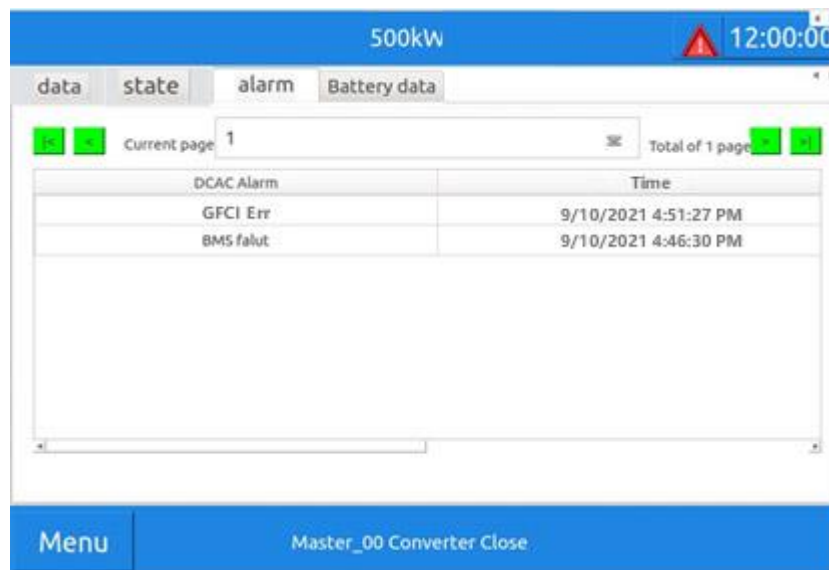 500kW 12:00:00
data state alarm Battery data
|< < Current page 1 Total of 1 page > >|
DCAC Alarm Time
GFCI Err 9/10/2021 4:51:27 PM
BMS falut 9/10/2021 4:46:30 PM
Menu Master_00 Converter Close